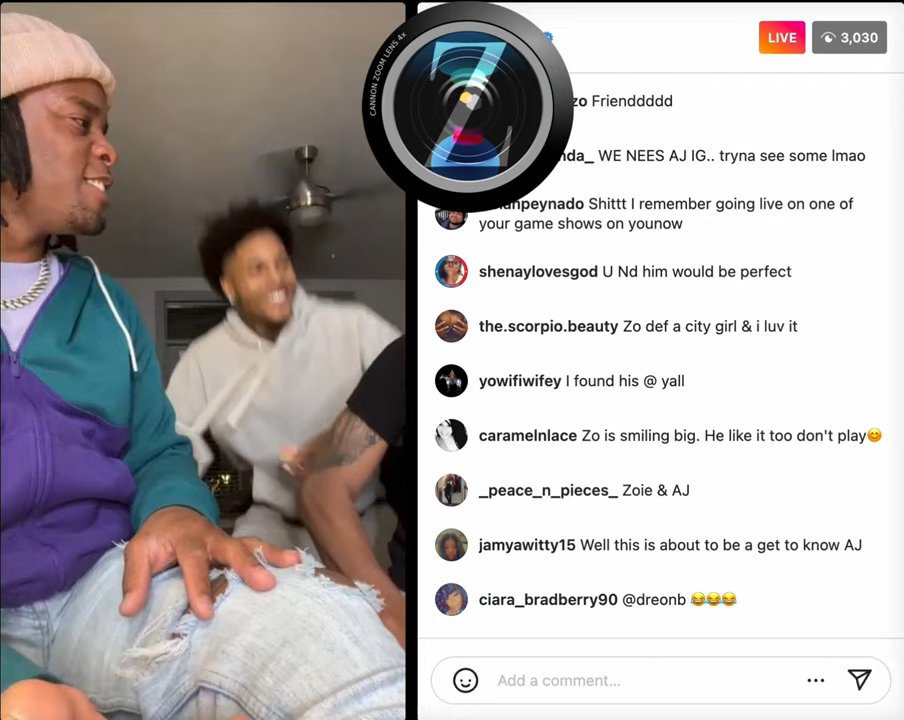 CANNON ZOOM LENS 4x
LIVE
3,030
zo Frienddddd
nda_ WE NEES AJ IG.. tryna see some lmao
anpeynado Shittt I remember going live on one of
your game shows on younow
shenaylovesgod U Nd him would be perfect
the.scorpio.beauty Zo def a city girl & i luv it
yowifiwifey I found his @ yall
caramelnlace Zo is smiling big. He like it too don't play😊
_peace_n_pieces_ Zoie & AJ
jamyawitty15 Well this is about to be a get to know AJ
ciara_bradberry90 @dreonb 😂😂😂
Add a comment...